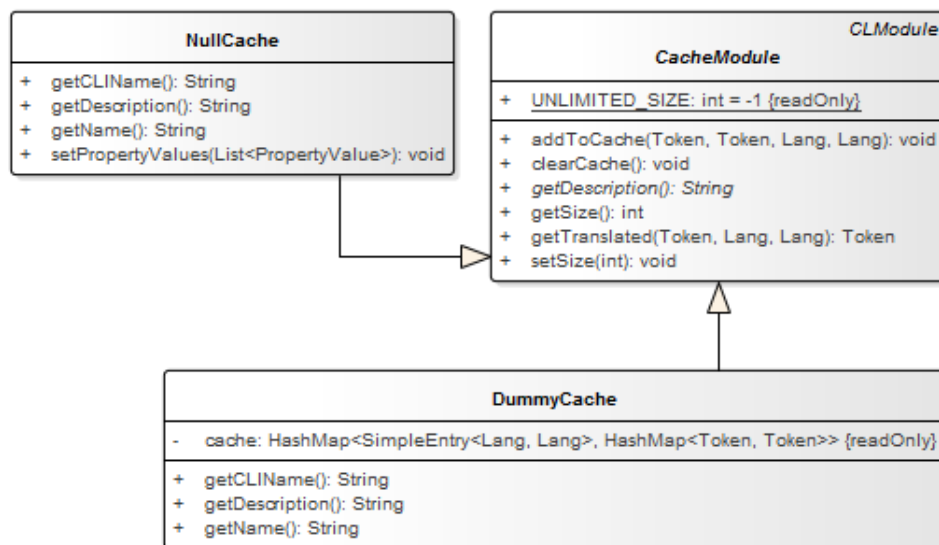 NullCache
+ getCLIName(): String
+ getDescription(): String
+ getName(): String
+ setPropertyValues(List<PropertyValue>): void
CLModule
CacheModule
+ UNLIMITED_SIZE: int = -1 {readOnly}
+ addToCache(Token, Token, Lang, Lang): void
+ clearCache(): void
+ getDescription(): String
+ getSize(): int
+ getTranslated(Token, Lang, Lang): Token
+ setSize(int): void
DummyCache
- cache: HashMap<SimpleEntry<Lang, Lang>, HashMap<Token, Token>> {readOnly}
+ getCLIName(): String
+ getDescription(): String
+ getName(): String